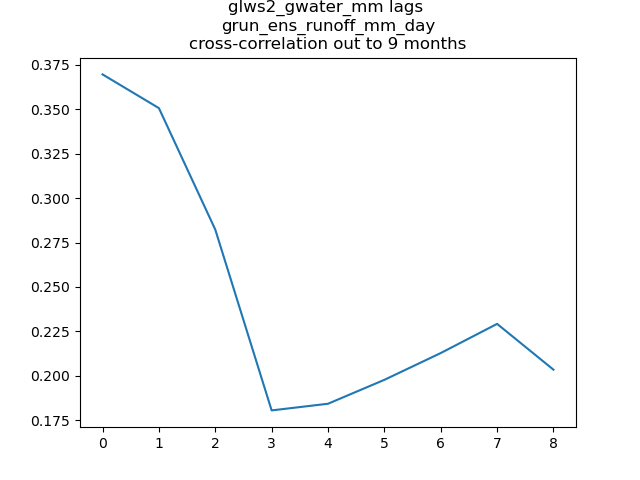 glws2_gwater_mm lags
grun_ens_runoff_mm_day
cross-correlation out to 9 months
0.375
0.350
0.325
0.300
0.275
0.250
0.225
0.200
0.175
0 1 2 3 4 5 6 7 8